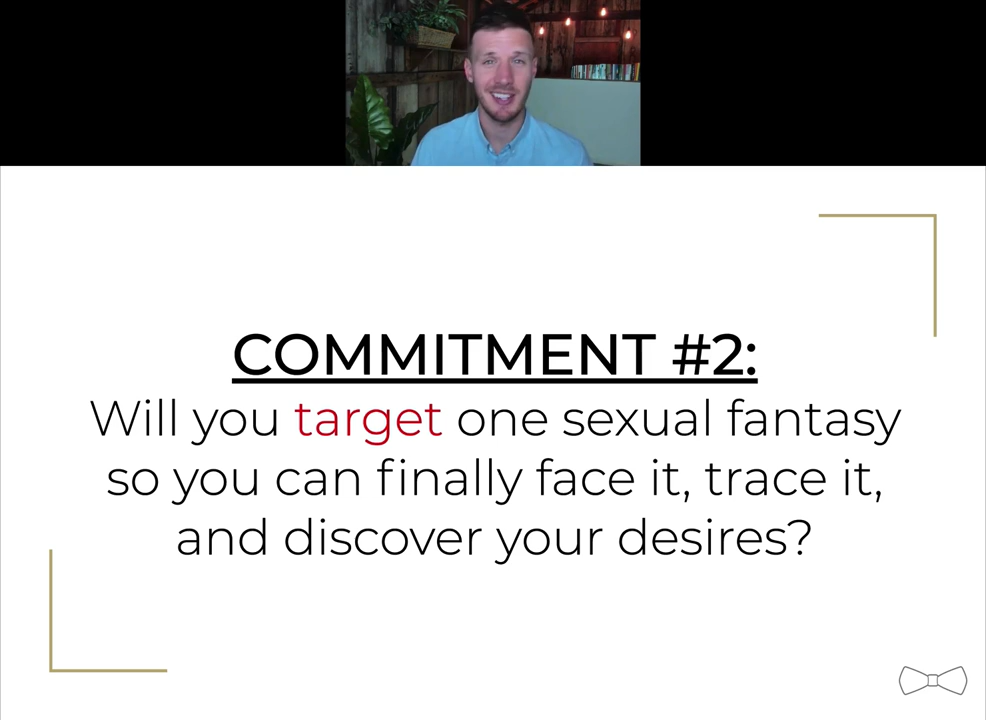 COMMITMENT #2:
Will you target one sexual fantasy
so you can finally face it, trace it,
and discover your desires?